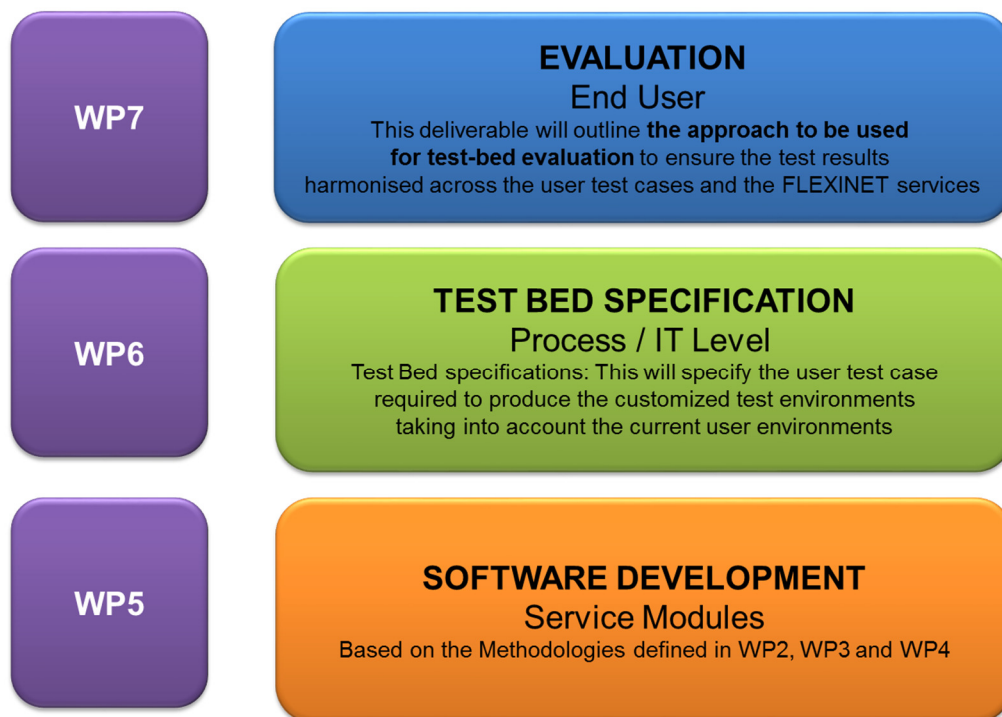 WP7
EVALUATION
End User
This deliverable will outline the approach to be used
for test-bed evaluation to ensure the test results
harmonised across the user test cases and the FLEXINET services
WP6
TEST BED SPECIFICATION
Process / IT Level
Test Bed specifications: This will specify the user test case
required to produce the customized test environments
taking into account the current user environments
WP5
SOFTWARE DEVELOPMENT
Service Modules
Based on the Methodologies defined in WP2, WP3 and WP4